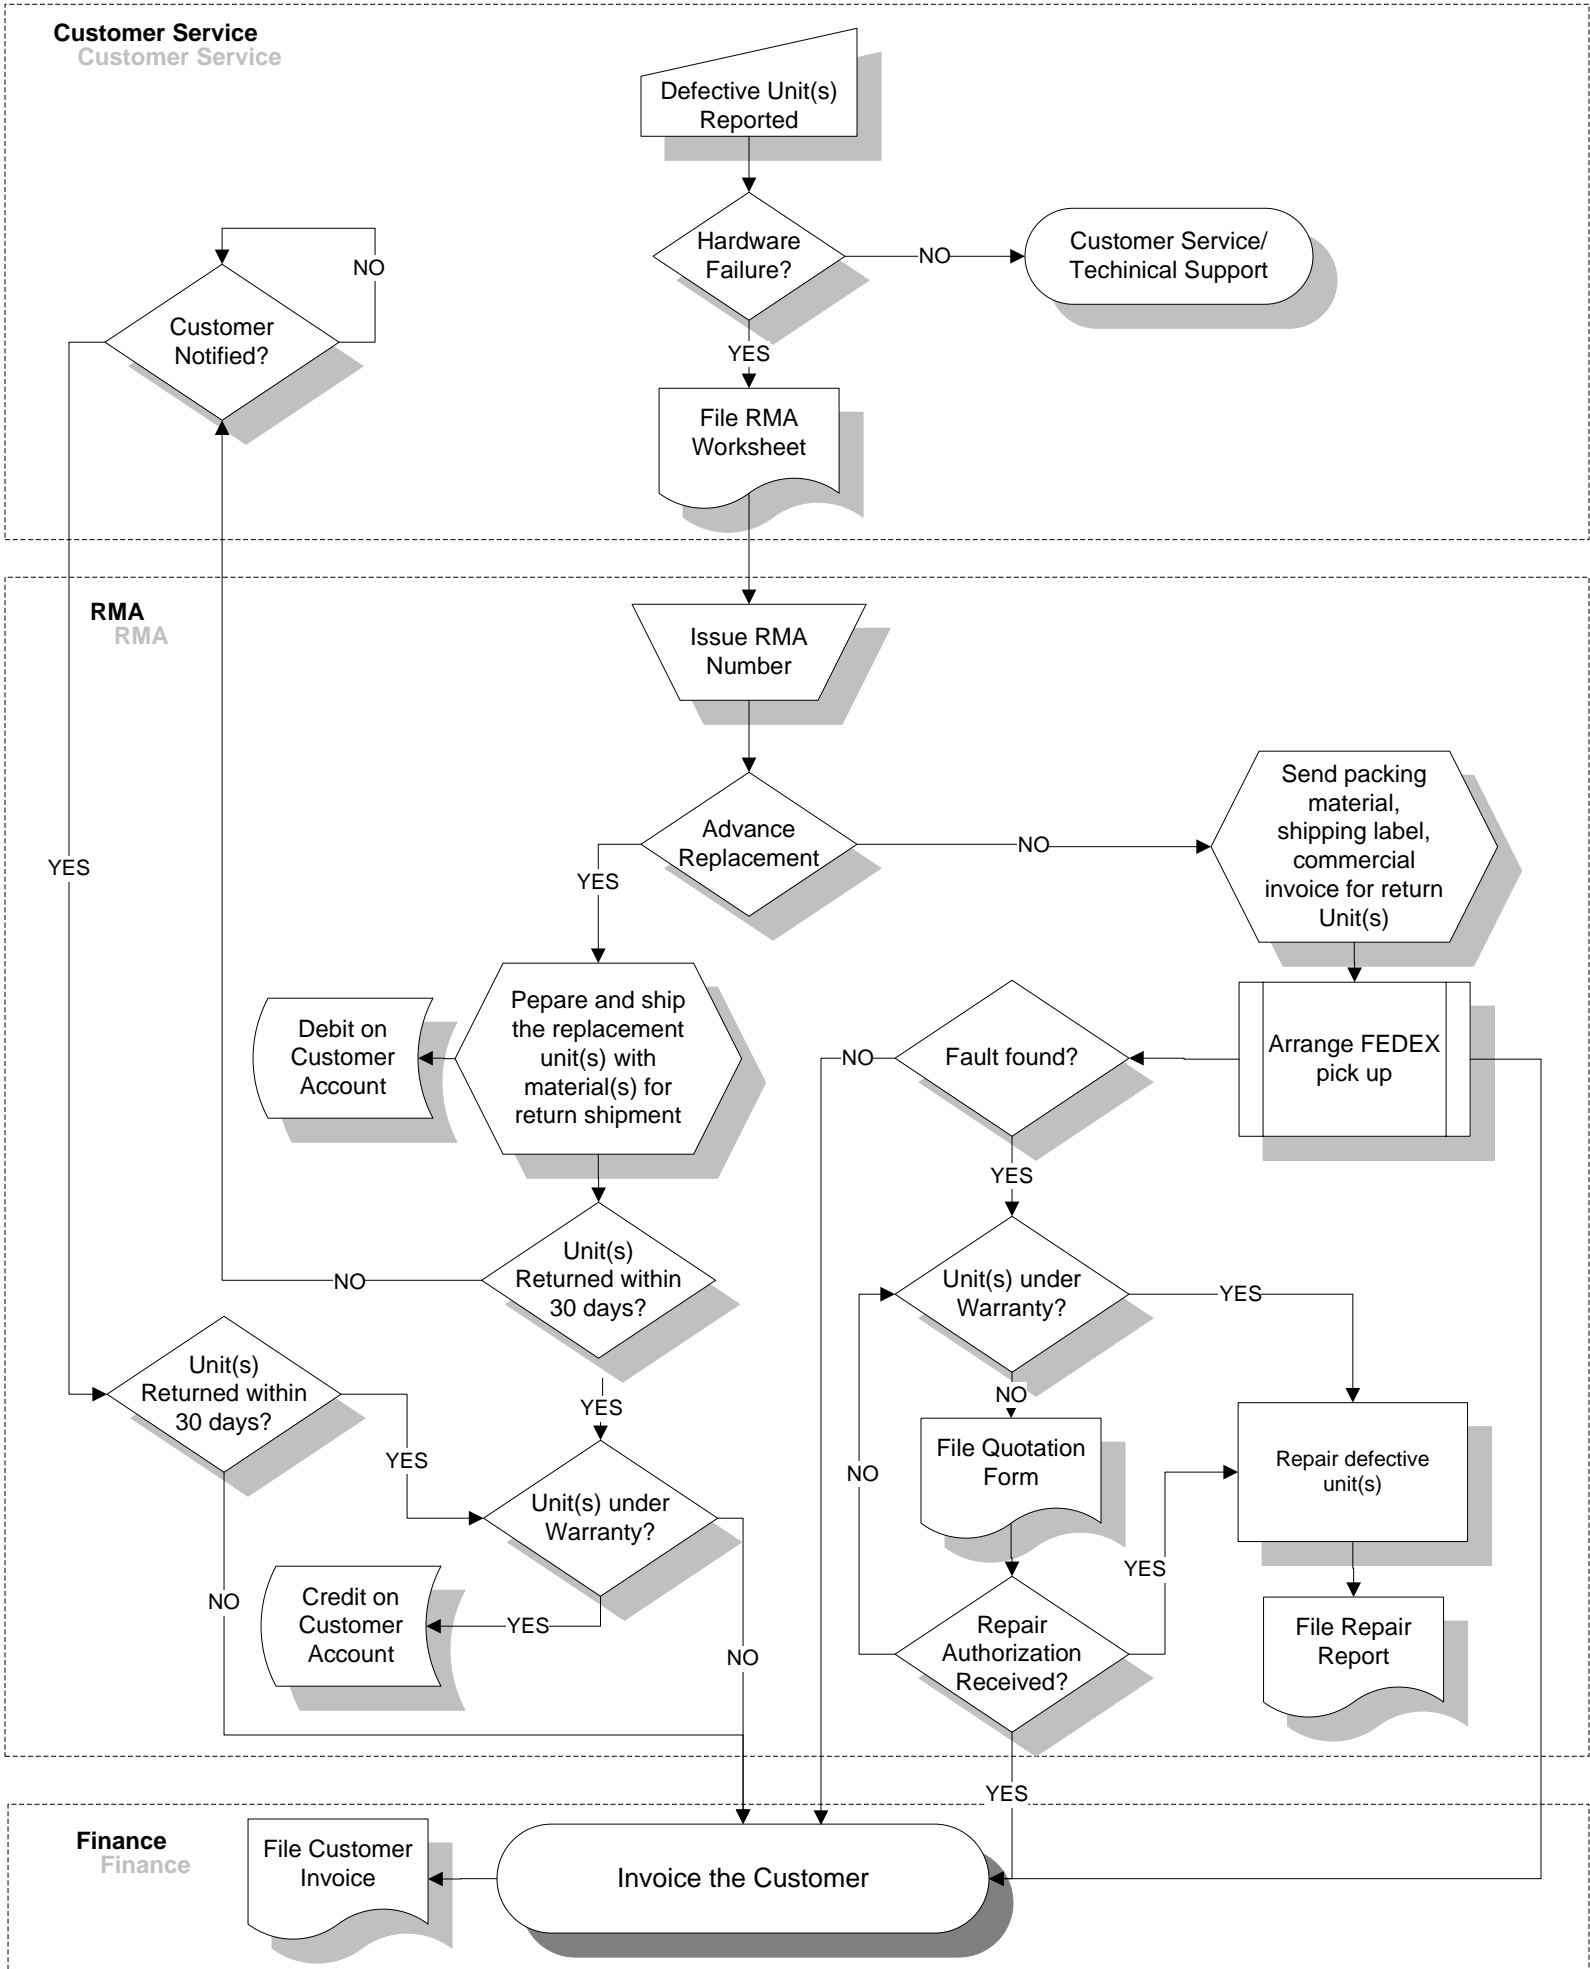 Customer Service
Customer Service
Defective Unit(s)
Reported
Hardware
Failure?
NO
Customer Service/
Techinical Support
NO
Customer
Notified?
YES
File RMA
Worksheet
RMA
RMA
Issue RMA
Number
Send packing
material,
shipping label,
commercial
invoice for return
Unit(s)
Advance
Replacement
NO
YES
YES
Pepare and ship
the replacement
unit(s) with
material(s) for
return shipment
Debit on
Customer
Account
Fault found?
NO
Arrange FEDEX
pick up
YES
Unit(s)
Returned within
30 days?
NO
Unit(s) under
Warranty?
YES
Unit(s)
Returned within
30 days?
YES
NO
File Quotation
Form
Repair defective
unit(s)
YES
NO
Unit(s) under
Warranty?
YES
NO
Credit on
Customer
Account
YES
Repair
Authorization
Received?
File Repair
Report
NO
YES
Finance
Finance
File Customer
Invoice
Invoice the Customer